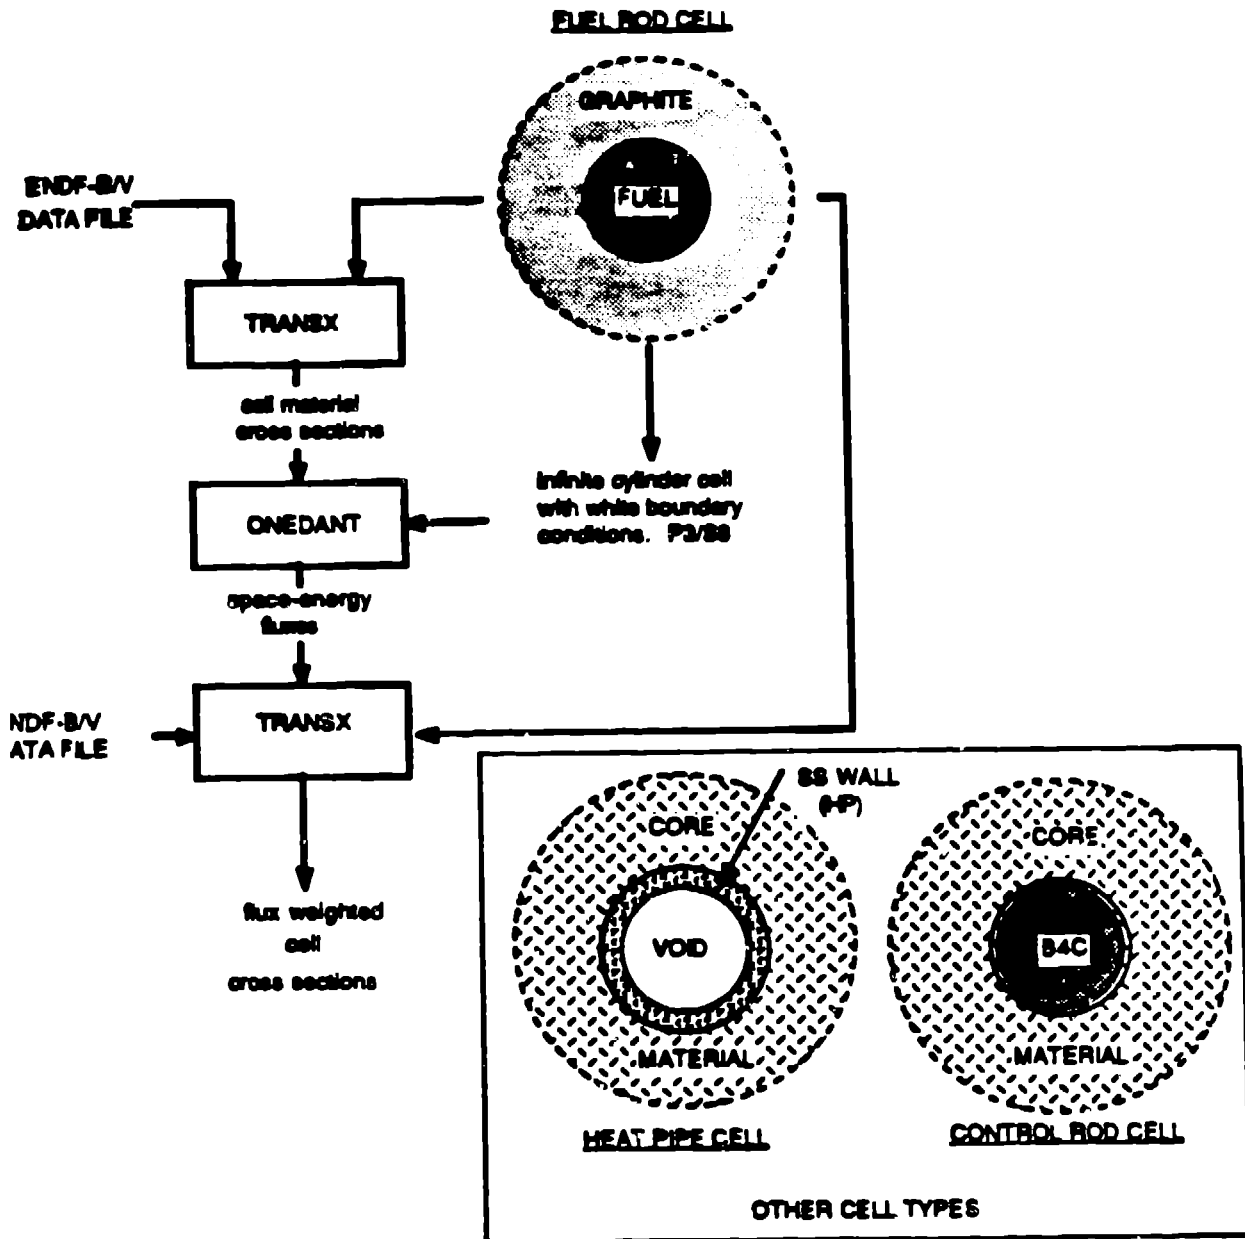 FUEL ROD CELL
GRAPHITE
FUEL
ENDF-B/V
DATA FILE
TRANSX
cell material
cross sections
ONEDANT
infinite cylinder cell
with white boundary
conditions. P3/S8
space-energy
fluxes
TRANSX
NDF-B/V
ATA FILE
flux weighted
cell
cross sections
SS WALL
(HP)
CORE
VOID
MATERIAL
HEAT PIPE CELL
CORE
B4C
MATERIAL
CONTROL ROD CELL
OTHER CELL TYPES